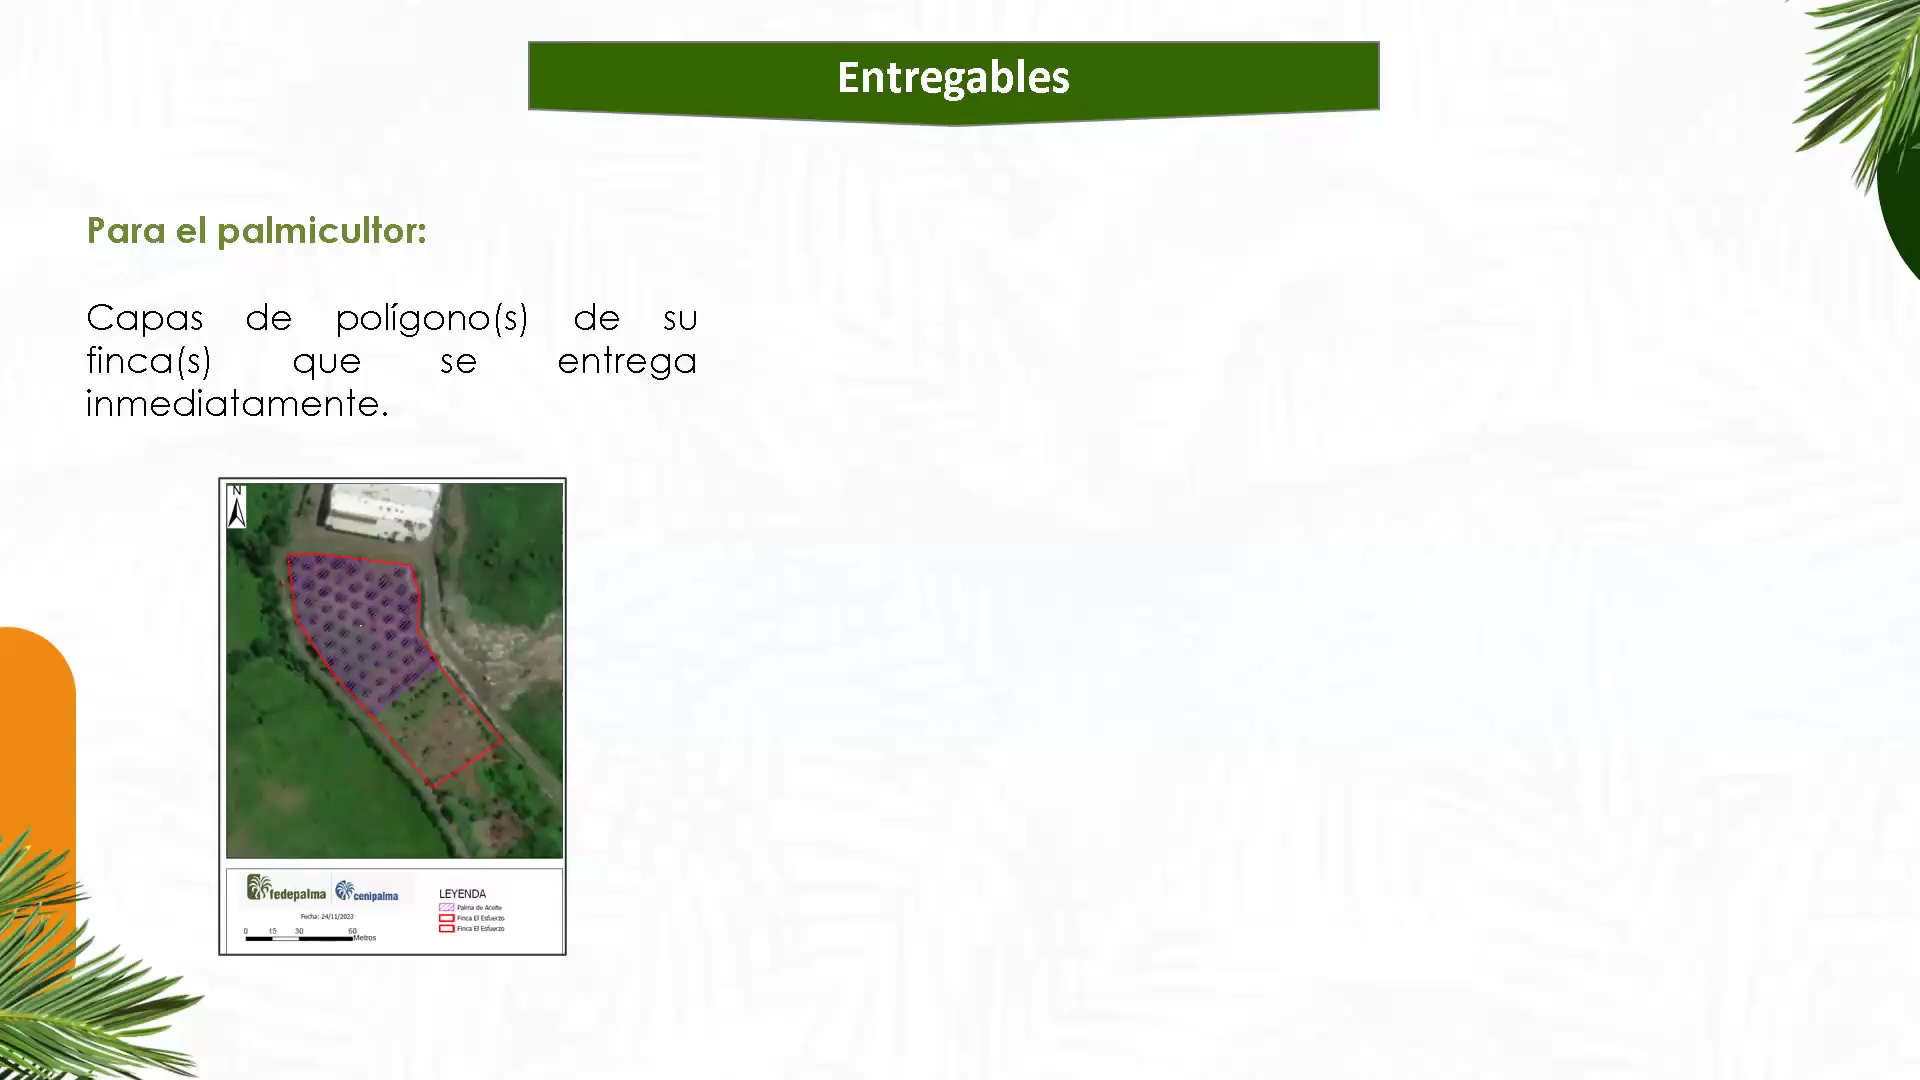 Entregables
Para el palmicultor:
Capas de polígono(s) de su
finca(s) que se entrega
inmediatamente.
N
fedepalma
cenipalma
Fecha: 24/11/2023
0 15 30 60
Metros
LEYENDA
Palma de Aceite
Finca El Esfuerzo
Finca El Esfuerzo